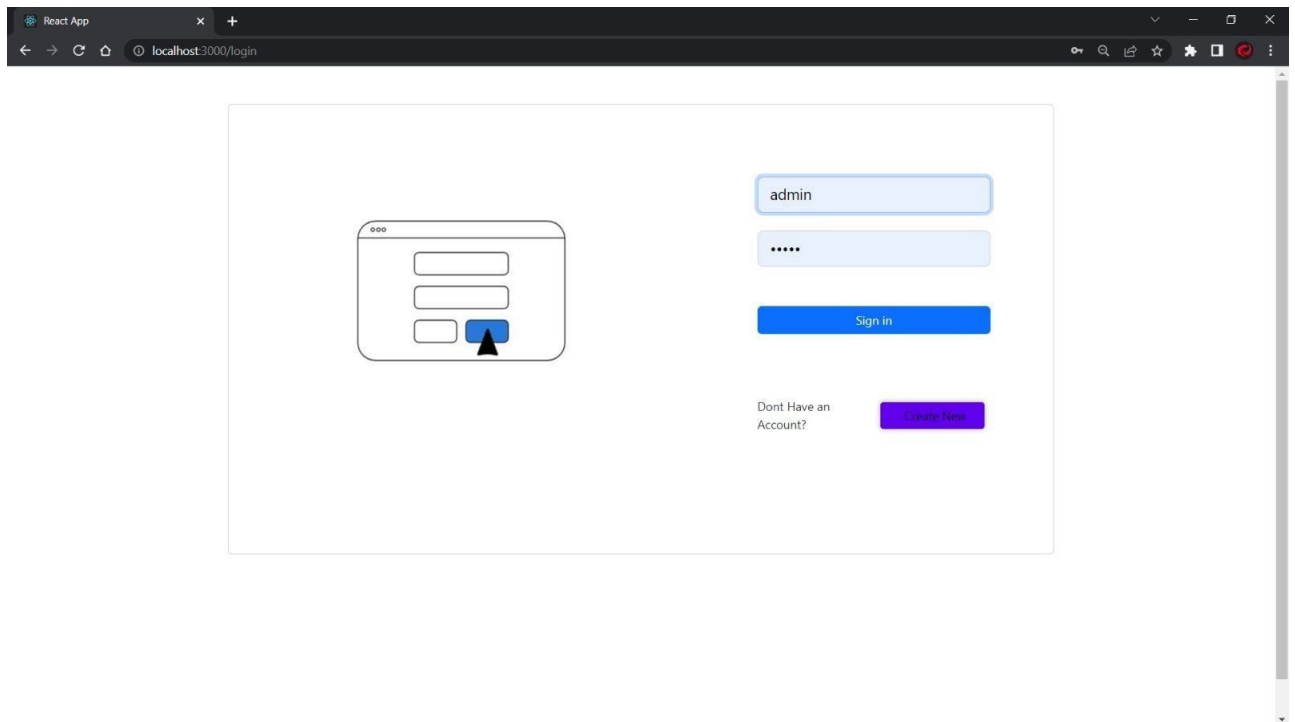 React App
localhost:3000/login
admin
•••••
Sign in
Dont Have an
Account?
Create New